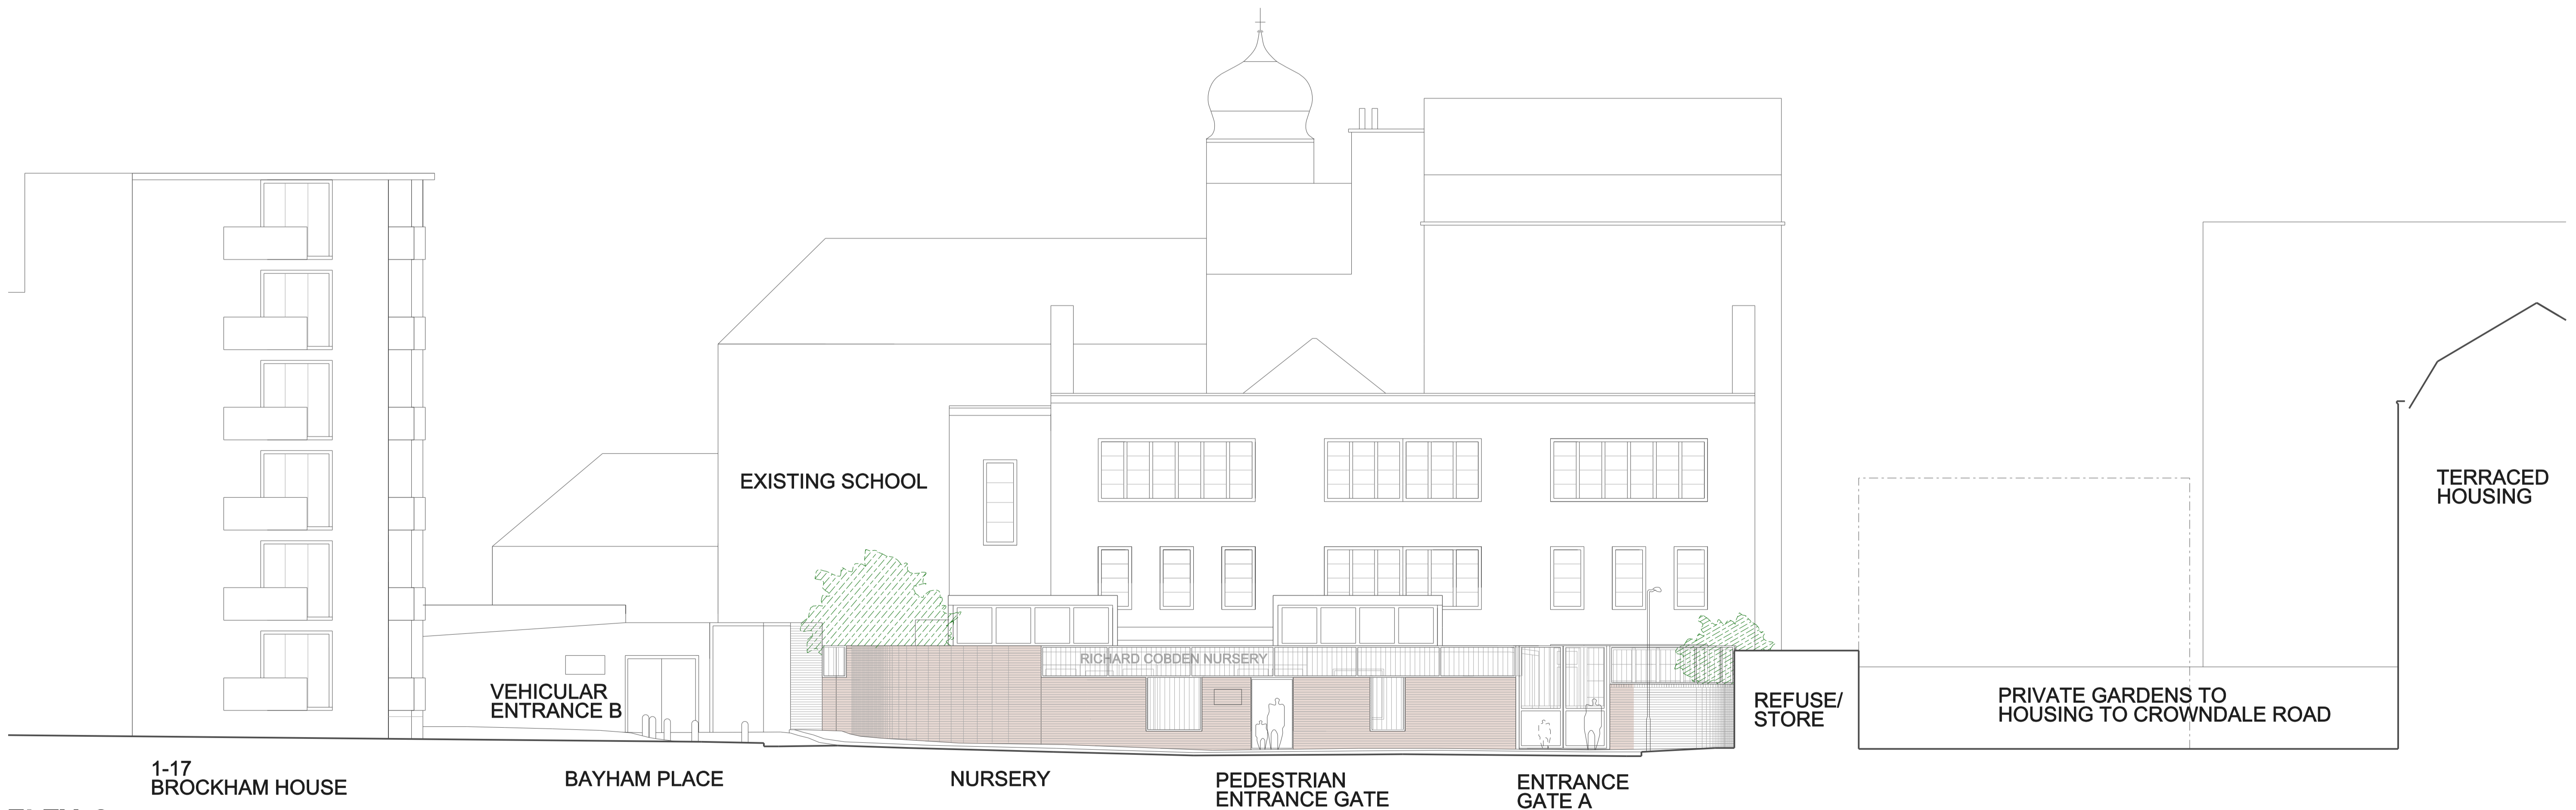 EXISTING SCHOOL
TERRACED
HOUSING
RICHARD COBDEN NURSERY
VEHICULAR
ENTRANCE B
REFUSE/
STORE
PRIVATE GARDENS TO
HOUSING TO CROWNDALE ROAD
1-17
BROCKHAM HOUSE
BAYHAM PLACE
NURSERY
PEDESTRIAN
ENTRANCE GATE
ENTRANCE
GATE A